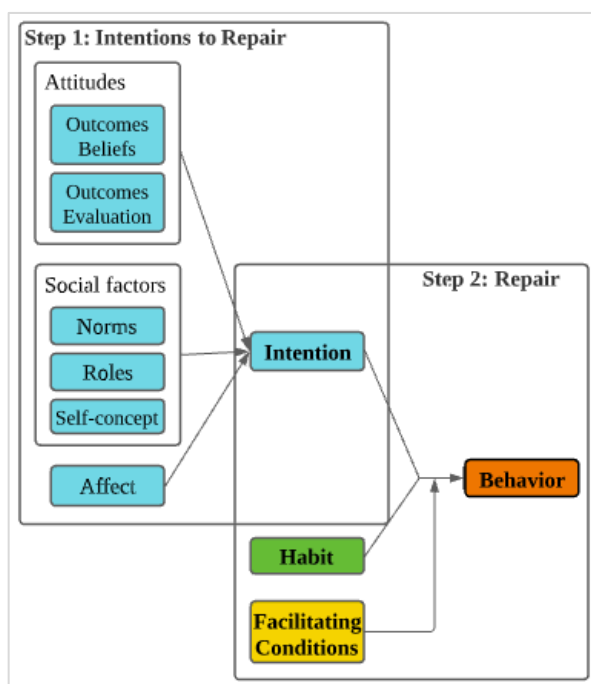 Step 1: Intentions to Repair
Attitudes
Outcomes
Beliefs
Outcomes
Evaluation
Social factors
Norms
Roles
Self-concept
Affect
Step 2: Repair
Intention
Behavior
Habit
Facilitating
Conditions